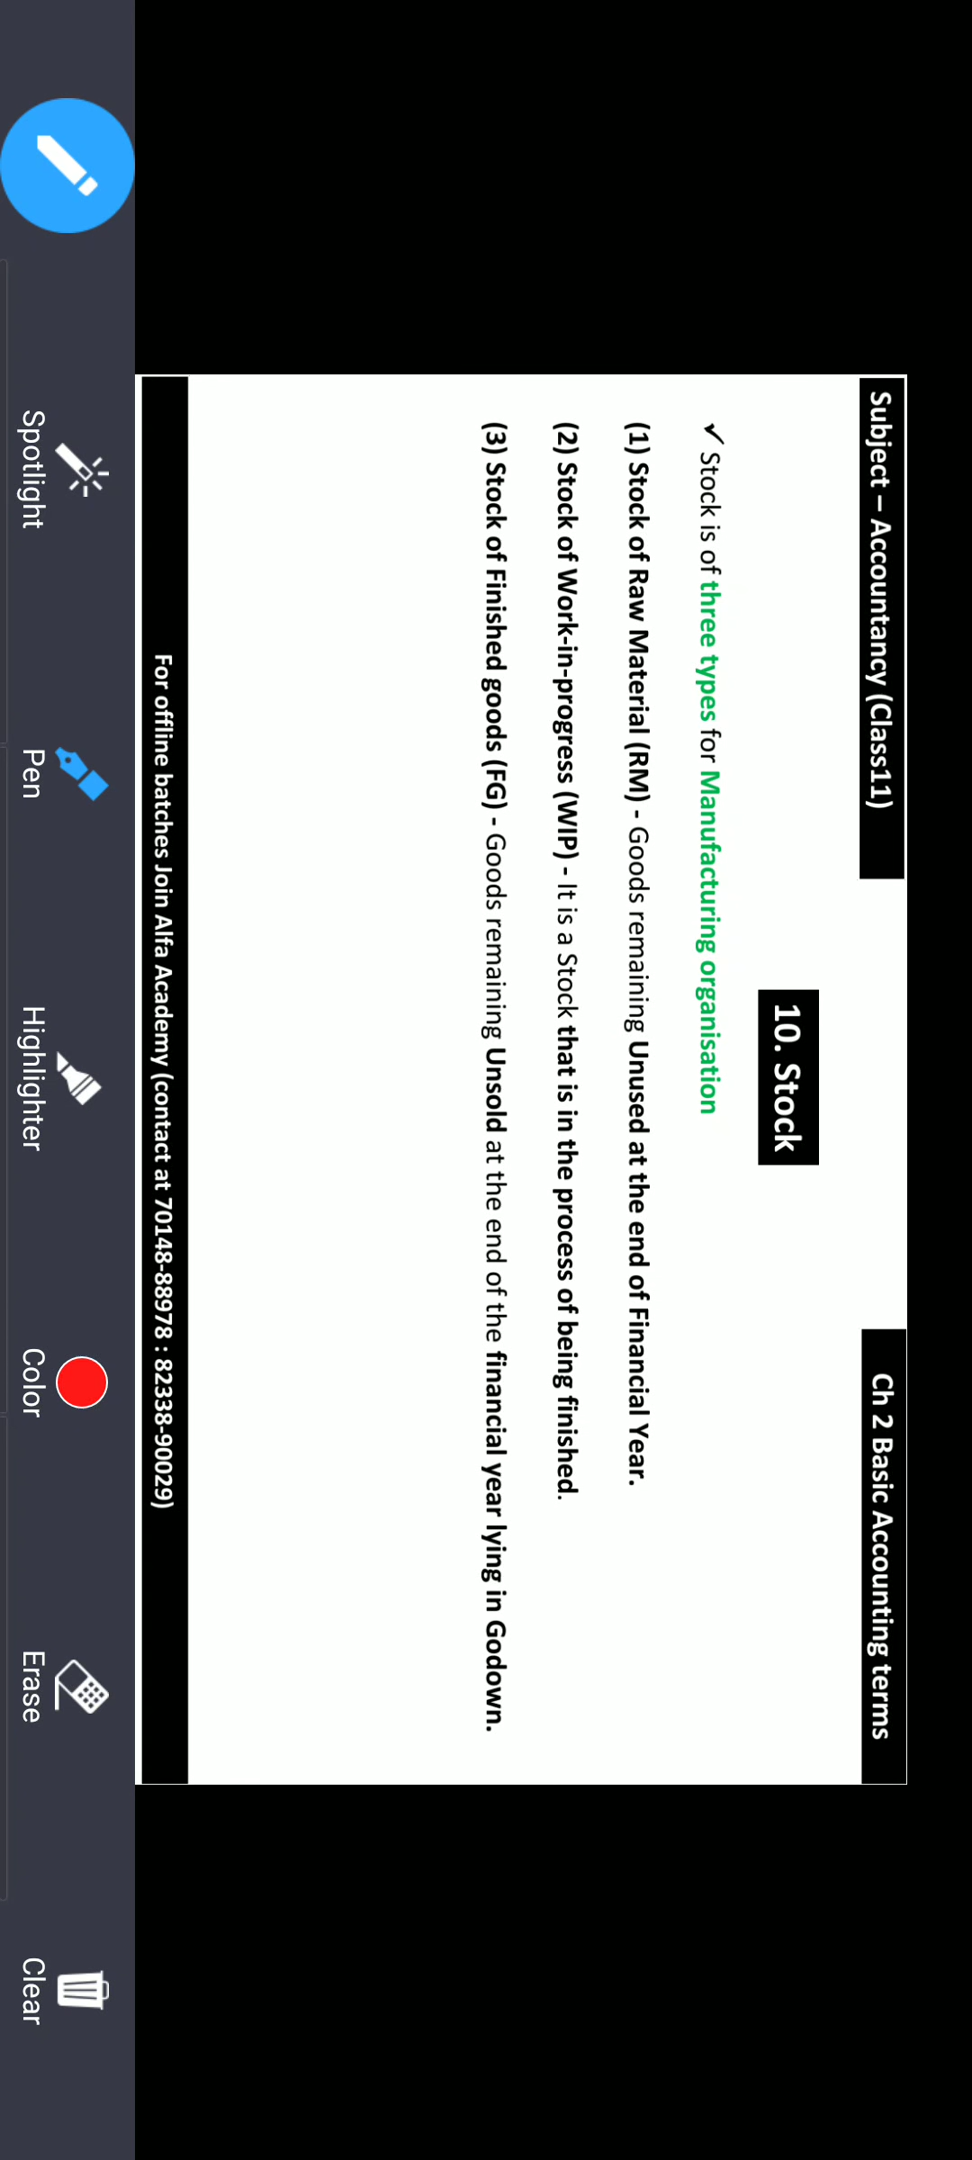 Subject – Accountancy (Class11)
Ch 2 Basic Accounting terms
10. Stock
✓ Stock is of three types for Manufacturing organisation
(1) Stock of Raw Material (RM) - Goods remaining Unused at the end of Financial Year.
(2) Stock of Work-in-progress (WIP) - It is a Stock that is in the process of being finished.
(3) Stock of Finished goods (FG) - Goods remaining Unsold at the end of the financial year lying in Godown.
For offline batches Join Alfa Academy (contact at 70148-88978 : 82338-90029)
Spotlight
Pen
Highlighter
Color
Erase
Clear